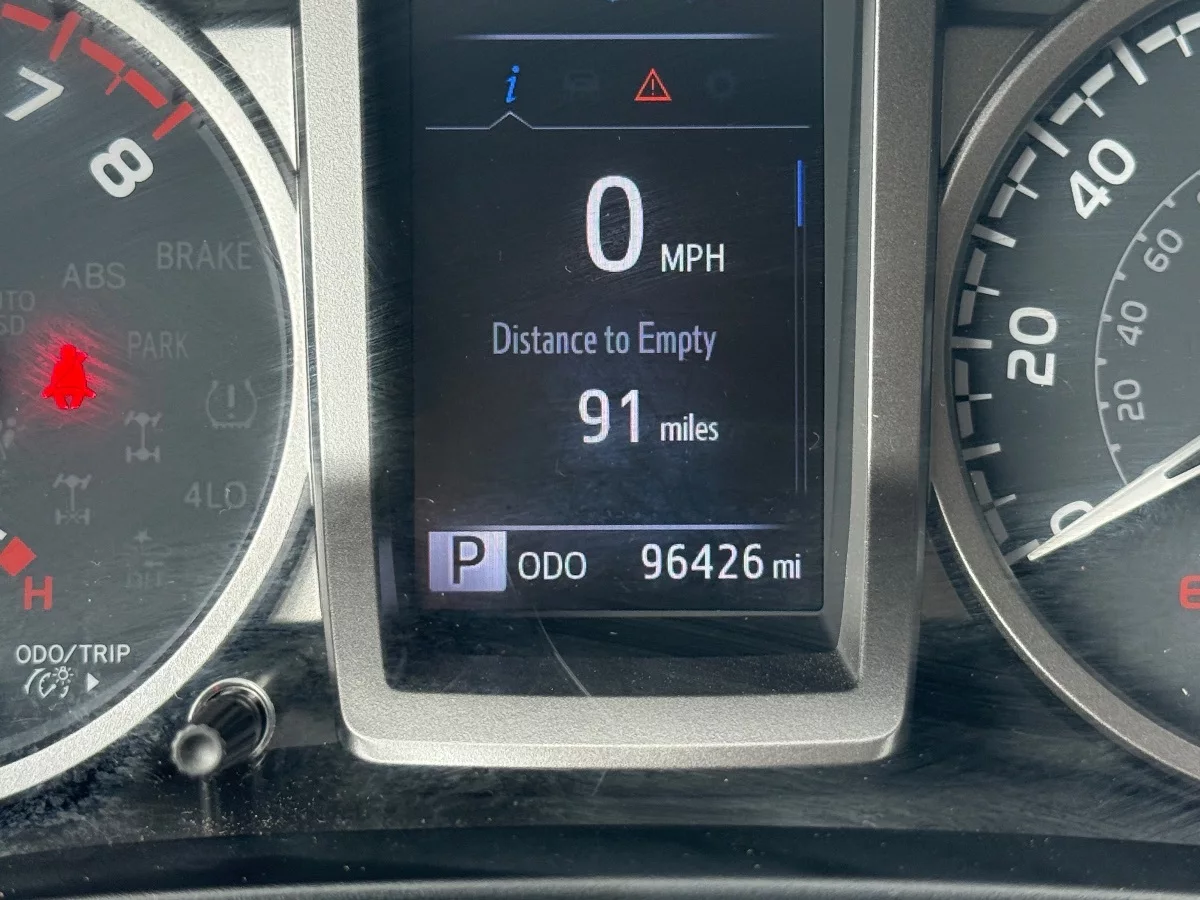 7
8
i
0 MPH
Distance to Empty
91 miles
P ODO 96426 mi
ABS
BRAKE
PARK
4LO
H
ODO/TRIP
40
20
0
60
40
20
E